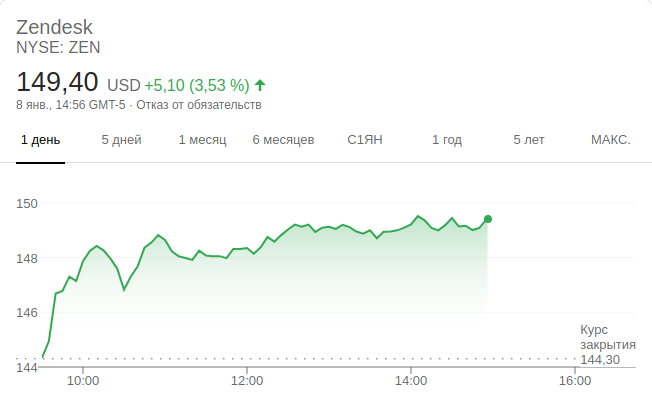 Zendesk
NYSE: ZEN
149,40 USD +5,10 (3,53 %)
8 янв., 14:56 GMT-5 · Отказ от обязательств
1 день 5 дней 1 месяц 6 месяцев С1ЯН 1 год 5 лет МАКС.
150
148
146
144
Курс
закрытия
144,30
10:00 12:00 14:00 16:00